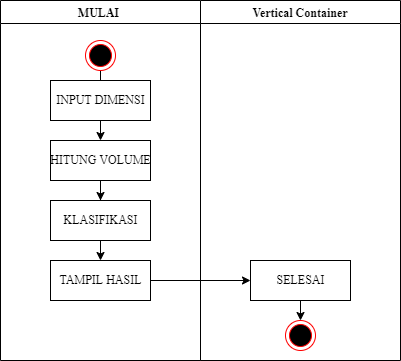 MULAI
Vertical Container
INPUT DIMENSI
HITUNG VOLUME
KLASIFIKASI
TAMPIL HASIL
SELESAI